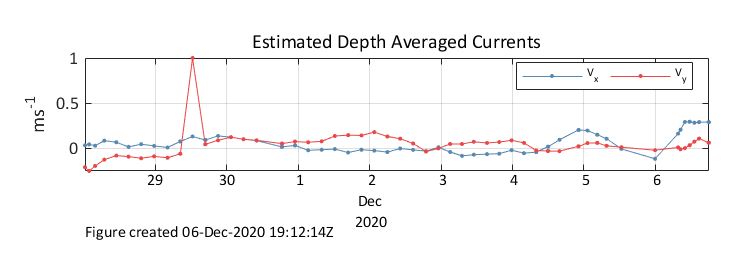 Estimated Depth Averaged Currents
ms-1
1
0.5
0
Vx
Vy
29 30 1 2 3 4 5 6
Dec
2020
Figure created 06-Dec-2020 19:12:14Z